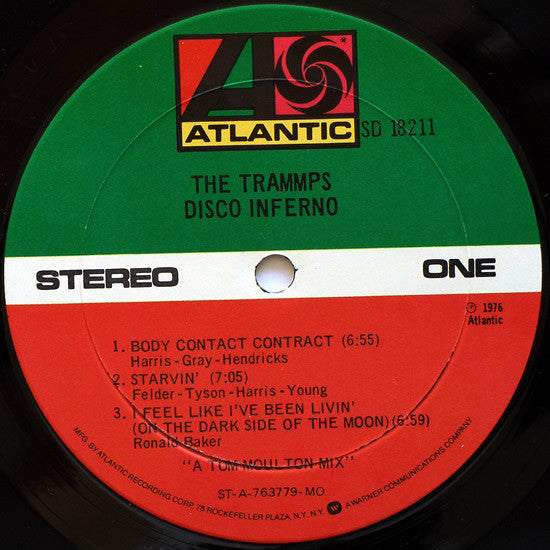 ATLANTIC
SD 18211
THE TRAMMPS
DISCO INFERNO
STEREO
ONE
℗ 1976
Atlantic
1. BODY CONTACT CONTRACT (6:55)
Harris-Gray-Hendricks
2. STARVIN' (7:05)
Felder-Tyson-Harris-Young
3. I FEEL LIKE I'VE BEEN LIVIN'
(ON THE DARK SIDE OF THE MOON)(6:59)
Ronald Baker
"A TOM MOULTON MIX"
ST-A-763779-MO
MFG. BY ATLANTIC RECORDING CORP., 75 ROCKEFELLER PLAZA, N.Y., N.Y. W A WARNER COMMUNICATIONS COMPANY